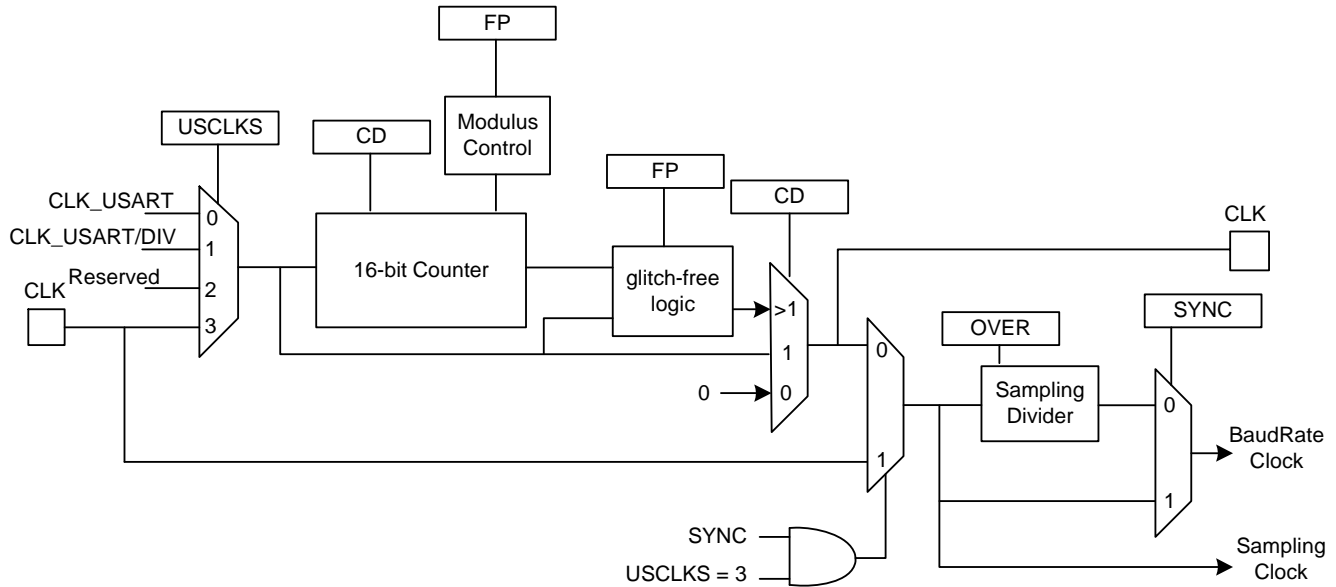 FP
Modulus
Control
USCLKS
CD
FP
CD
CLK_USART
0
CLK_USART/DIV
1
Reserved
2
CLK
3
16-bit Counter
glitch-free
logic
>1
1
0
0
CLK
0
1
OVER
Sampling
Divider
SYNC
0
1
BaudRate
Clock
SYNC
USCLKS = 3
Sampling
Clock